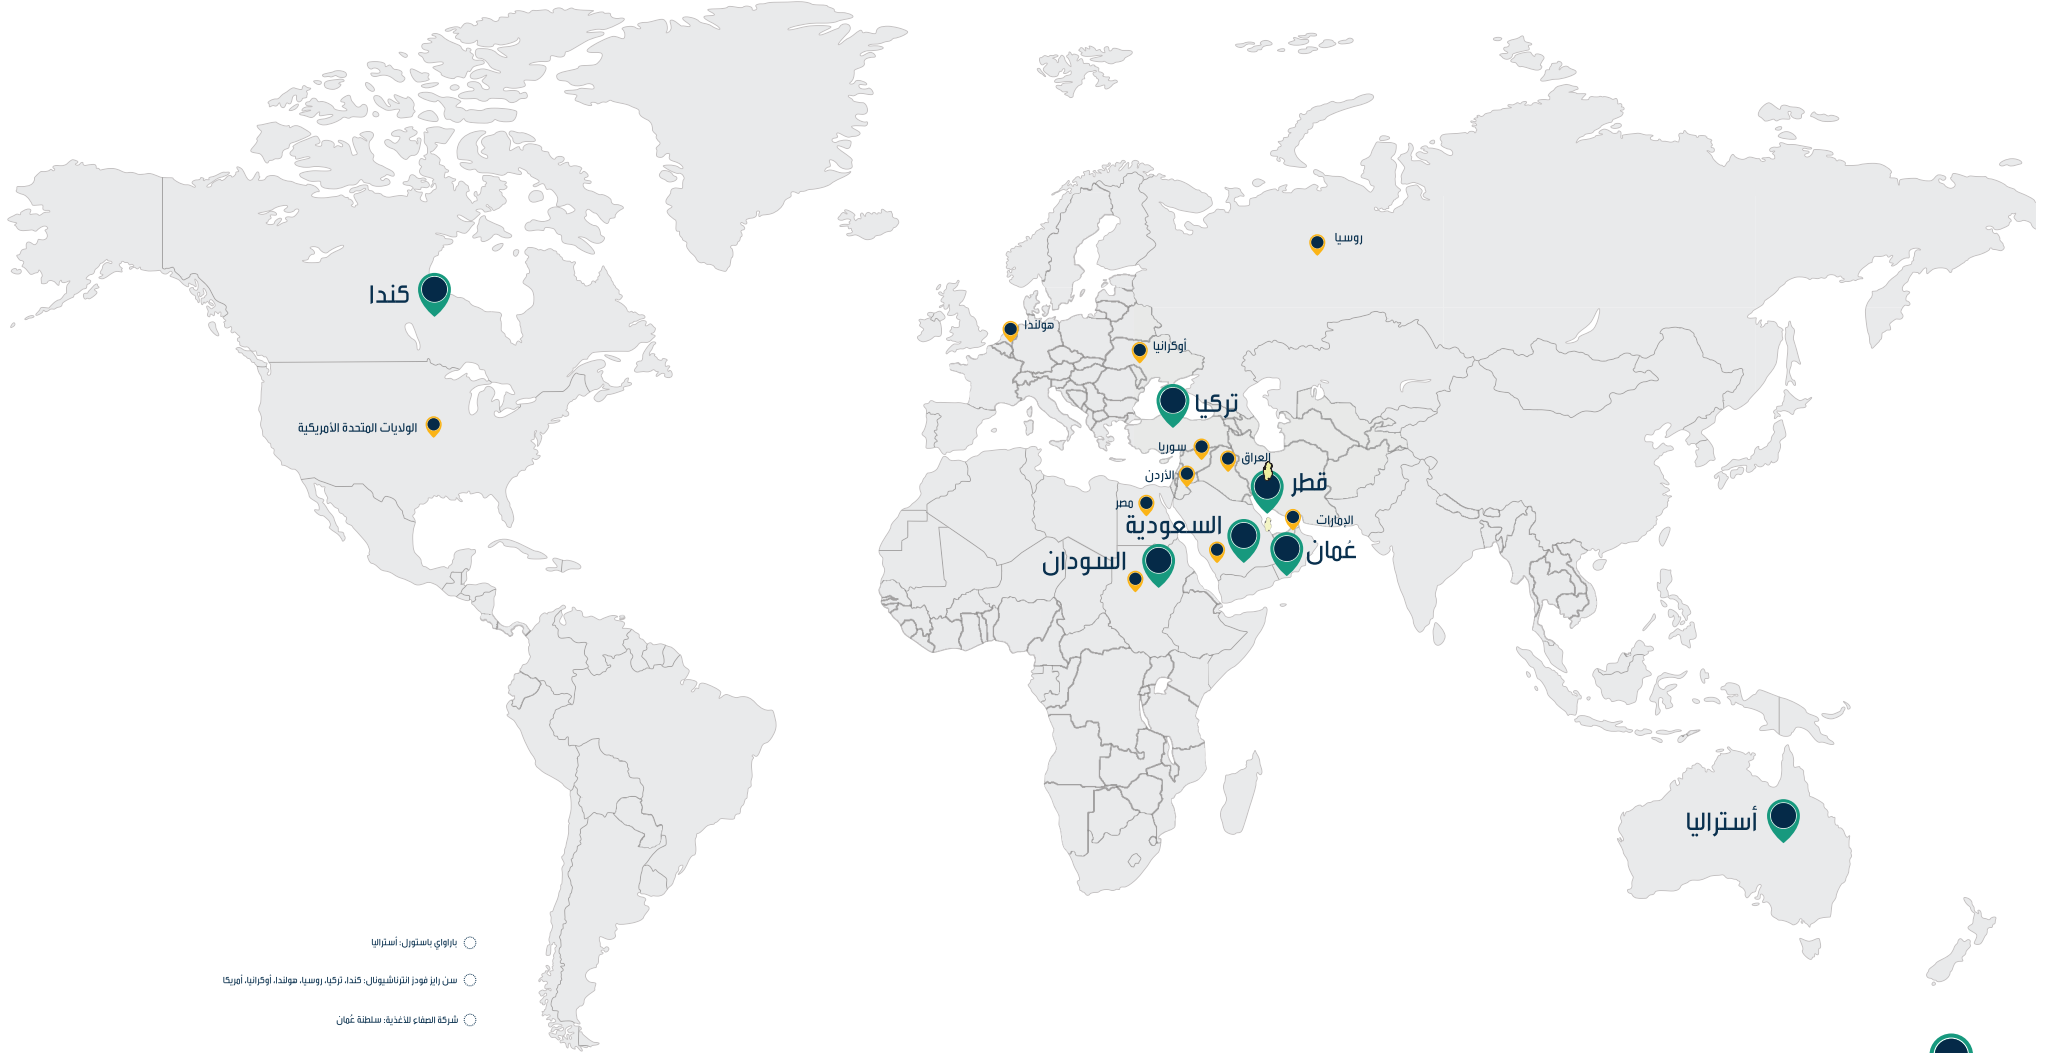 روسيا
كندا
هولندا
أوكرانيا
تركيا
الولايات المتحدة الأمريكية
سوريا
العراق
الأردن
قطر
مصر
الإمارات
السعودية
عُمان
السودان
أستراليا
باراواي باستورل: أستراليا
سن رايز فودز انترناشيونال: كندا، تركيا، روسيا، هولندا، أوكرانيا، أمريكا
شركة الصفاء للأغذية: سلطنة عُمان